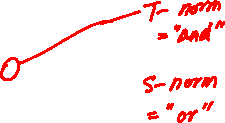 T- norm
= "and"
S- norm
= "or"